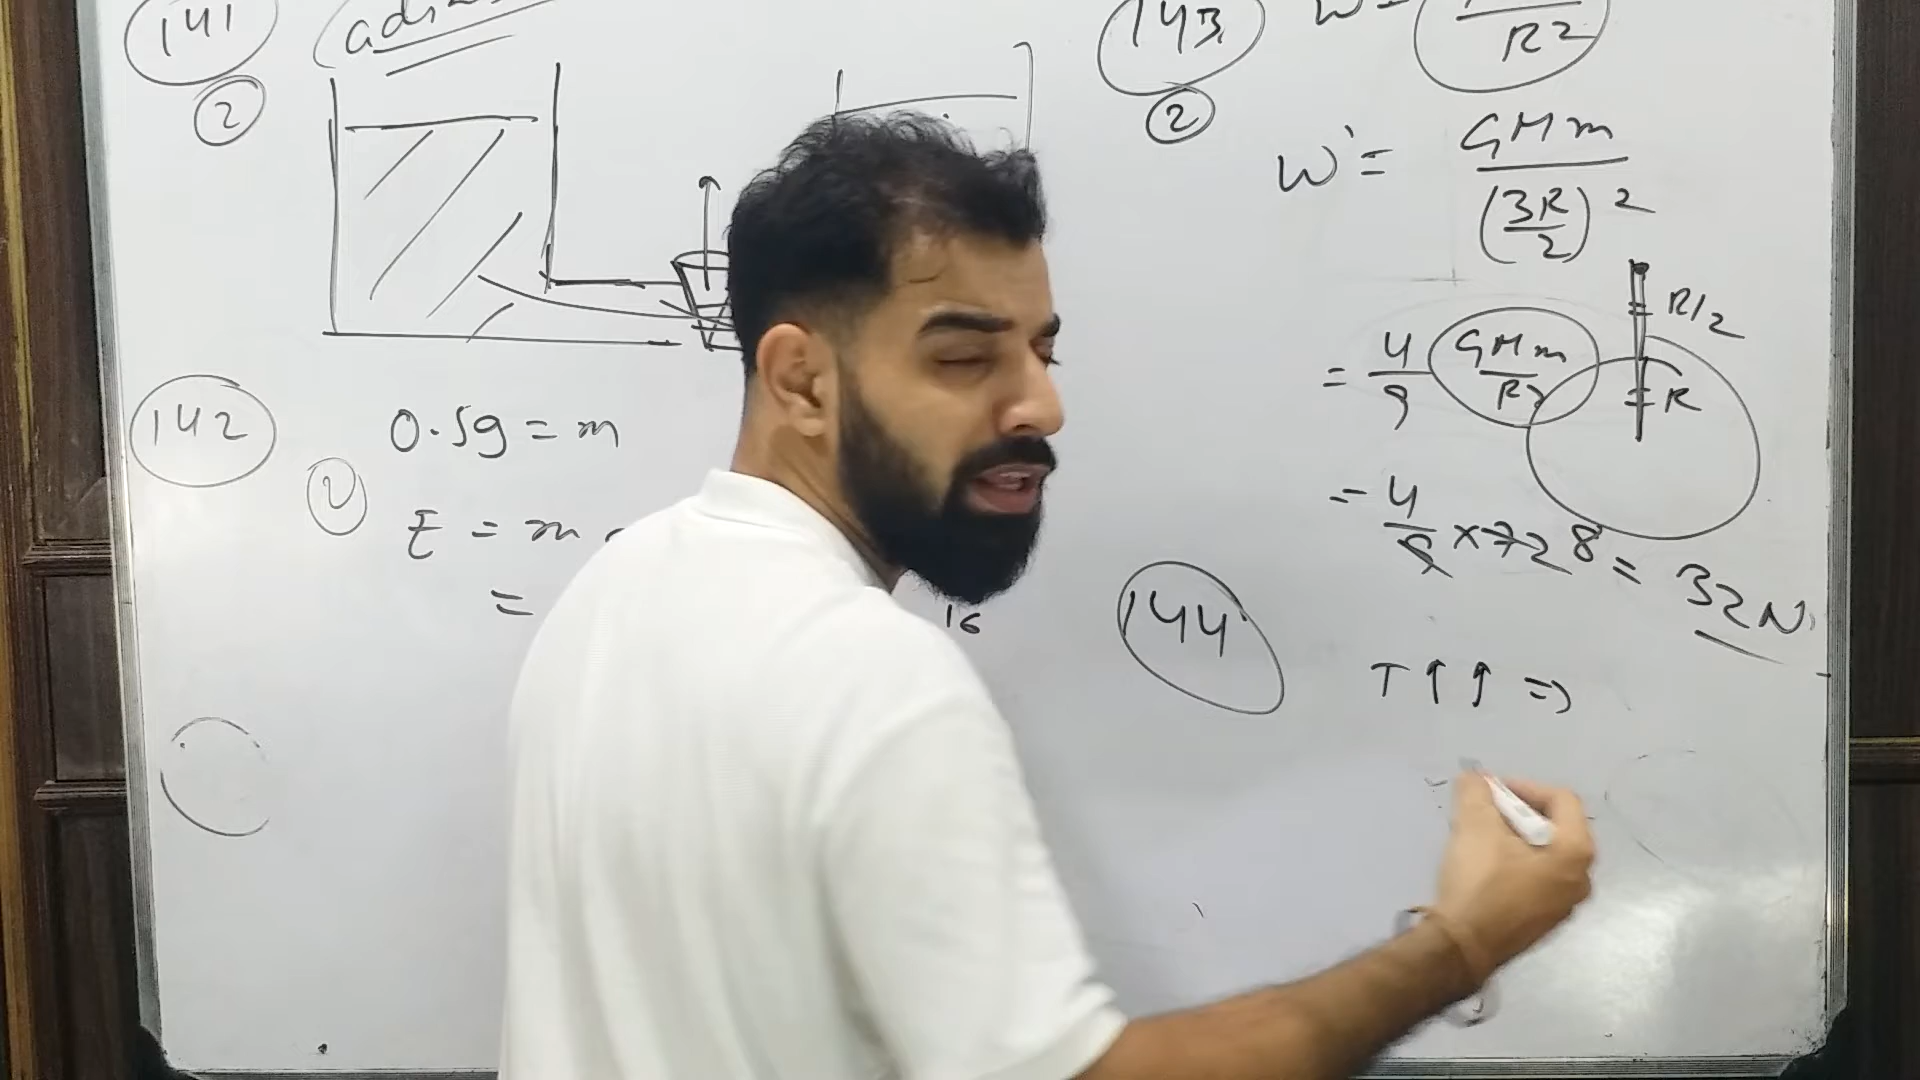 141
②
142
② 0.5g = m
E = m
=
16
143
②
W =
R2
W' = GMm
(3R/2) 2
R/2
= R
= 4/9 GMm/R2
= 4/9 × 72 8 = 32N
144
T ↑ ↑ =>